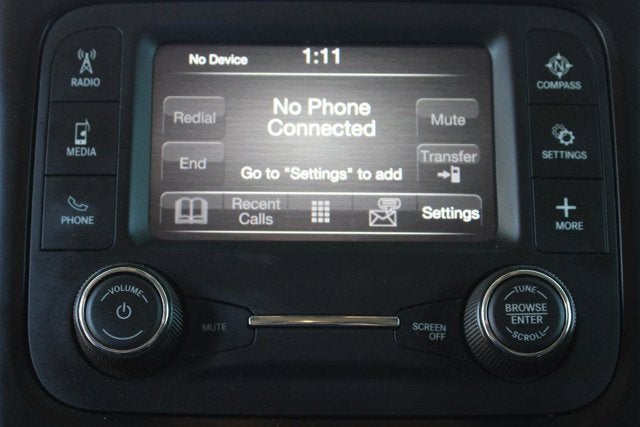 RADIO
MEDIA
PHONE
No Device
1:11
Redial
No Phone
Connected
Mute
End
Go to "Settings" to add
Transfer
Recent
Calls
Settings
N
COMPASS
SETTINGS
MORE
VOLUME
MUTE
SCREEN
OFF
TUNE
BROWSE
ENTER
SCROLL